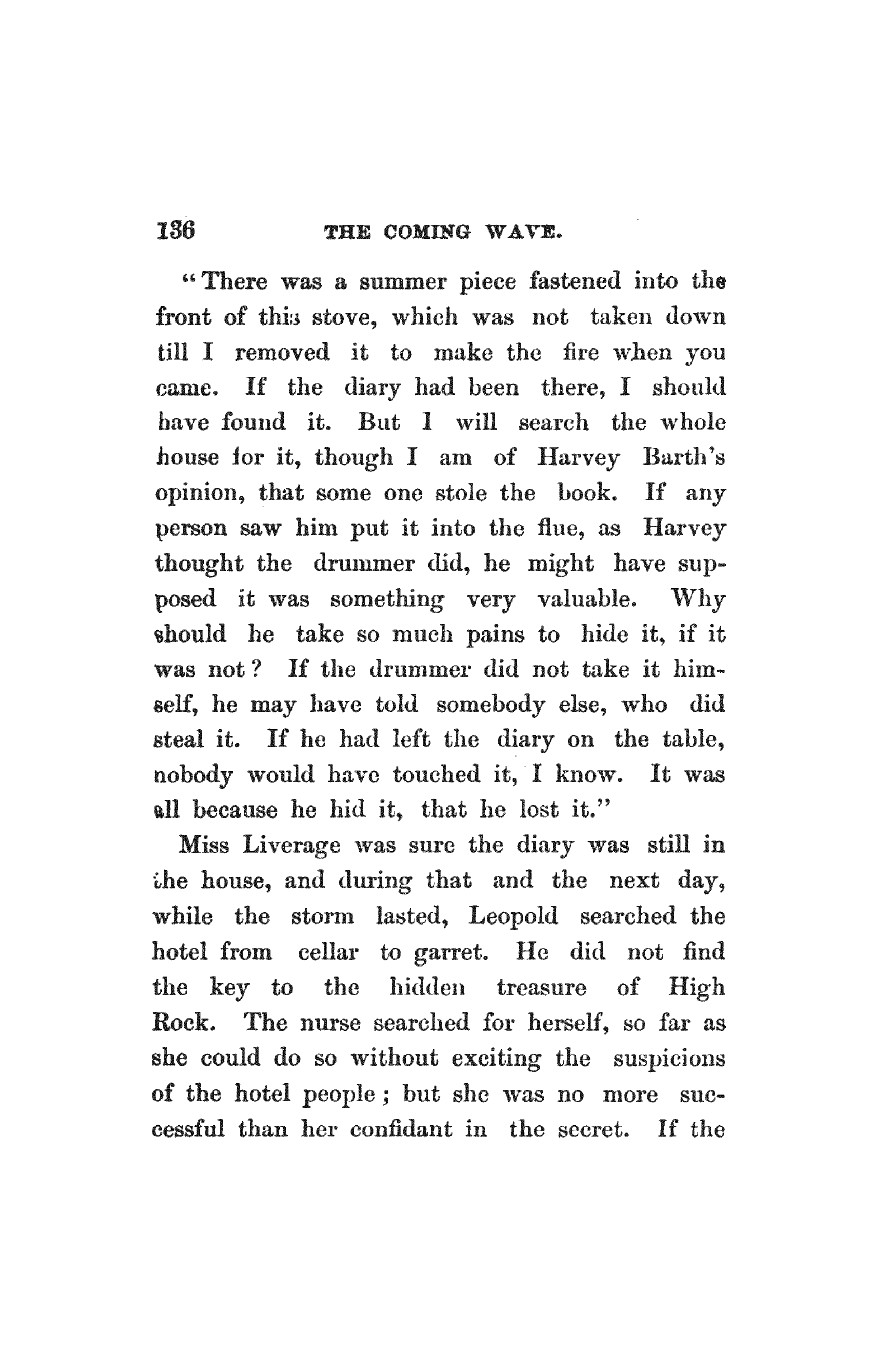 136 THE COMING WAVE.
“There was a summer piece fastened into the
front of this stove, which was not taken down
till I removed it to make the fire when you
came. If the diary had been there, I should
have found it. But I will search the whole
house for it, though I am of Harvey Barth’s
opinion, that some one stole the book. If any
person saw him put it into the flue, as Harvey
thought the drummer did, he might have sup-
posed it was something very valuable. Why
should he take so much pains to hide it, if it
was not? If the drummer did not take it him-
self, he may have told somebody else, who did
steal it. If he had left the diary on the table,
nobody would have touched it, I know. It was
all because he hid it, that he lost it.”
Miss Liverage was sure the diary was still in
the house, and during that and the next day,
while the storm lasted, Leopold searched the
hotel from cellar to garret. He did not find
the key to the hidden treasure of High
Rock. The nurse searched for herself, so far as
she could do so without exciting the suspicions
of the hotel people; but she was no more suc-
cessful than her confidant in the secret. If the